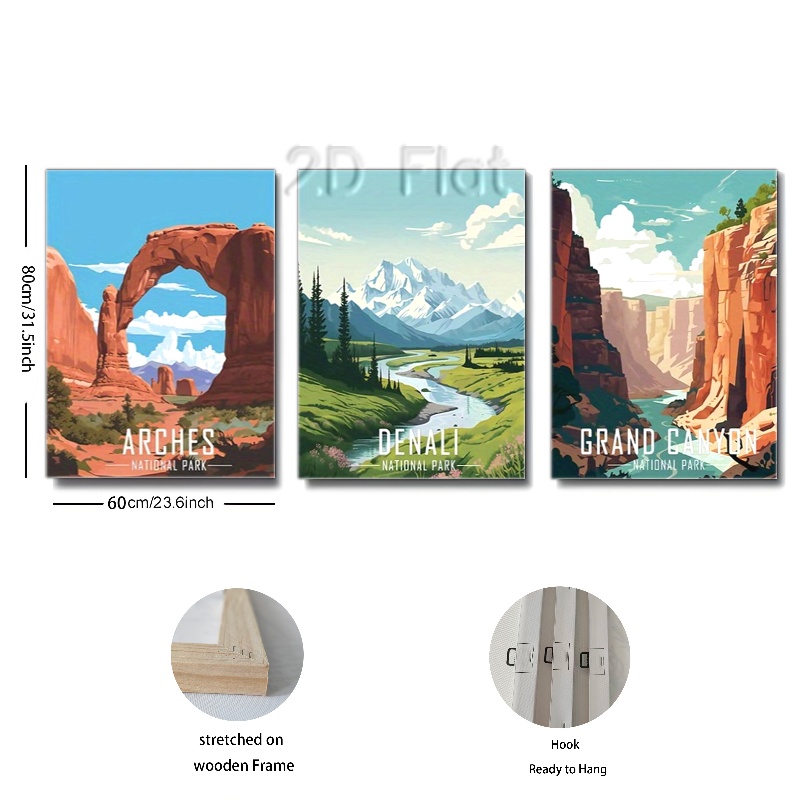 2D Flat
80cm/31.5inch
ARCHES
NATIONAL PARK
DENALI
NATIONAL PARK
GRAND CANYON
NATIONAL PARK
60cm/23.6inch
stretched on
wooden Frame
Hook
Ready to Hang